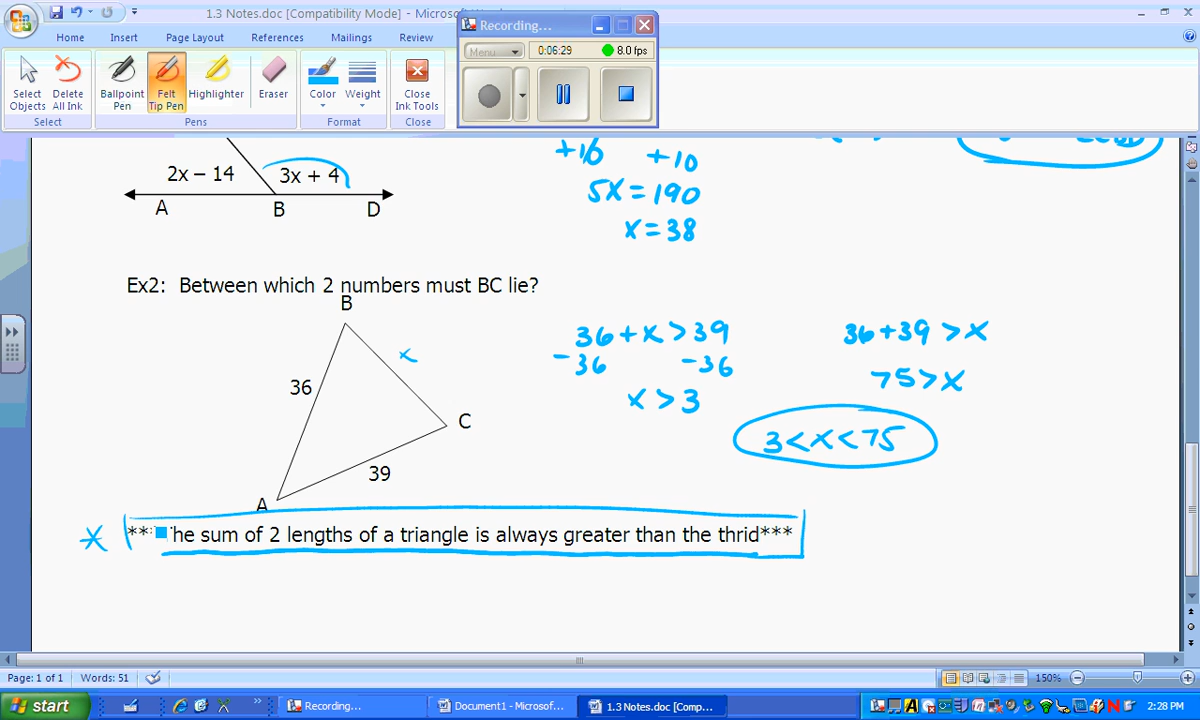 1.3 Notes.doc [Compatibility Mode] - Microsof
Recording...
Home Insert Page Layout References Mailings Review
Menu 0:06:29 8.0 fps
Select Objects
Delete All Ink
Ballpoint Pen
Felt Tip Pen
Highlighter
Eraser
Color
Weight
Close Ink Tools
Select Pens Format Close
+10 +10
2x – 14 3x + 4
5x = 190
A B D
x = 38
Ex2: Between which 2 numbers must BC lie?
B
36 + x > 39 36 + 39 > x
x
-36 -36
36
75 > x
x > 3
C
3 < x < 75
39
A
he sum of 2 lengths of a triangle is always greater than the thrid***
Page: 1 of 1 Words: 51 150%
start Recording... Document1 - Microsof... 1.3 Notes.doc [Comp... 2:28 PM